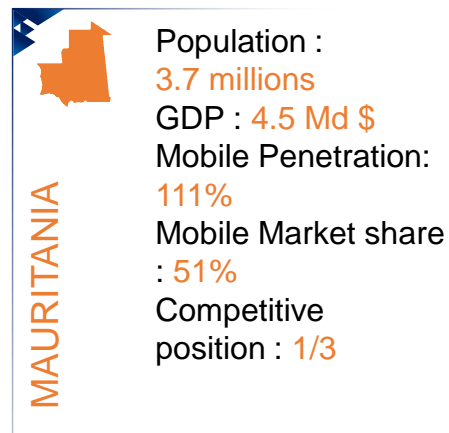 MAURITANIA
Population :
3.7 millions
GDP : 4.5 Md $
Mobile Penetration:
111%
Mobile Market share
: 51%
Competitive
position : 1/3